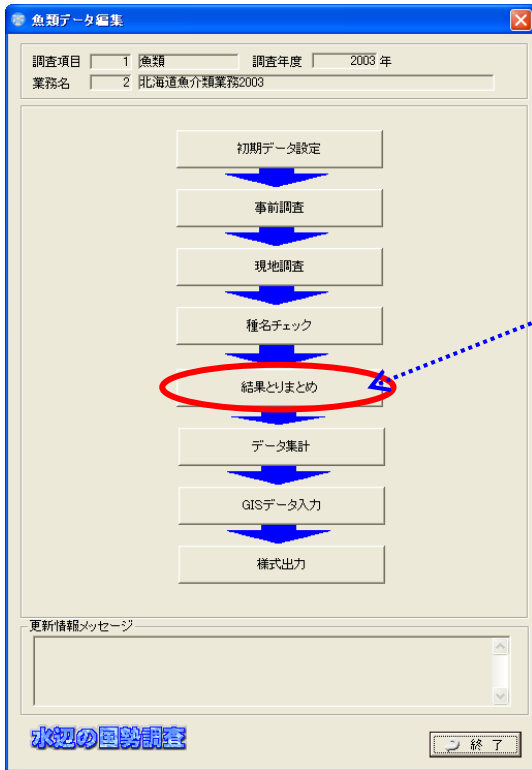 魚類データ編集
調査項目 1 魚類 調査年度 2003 年
業務名 2 北海道魚介類業務2003
初期データ設定
事前調査
現地調査
種名チェック
結果とりまとめ
データ集計
GISデータ入力
様式出力
更新情報メッセージ
水辺の国勢調査
終 了